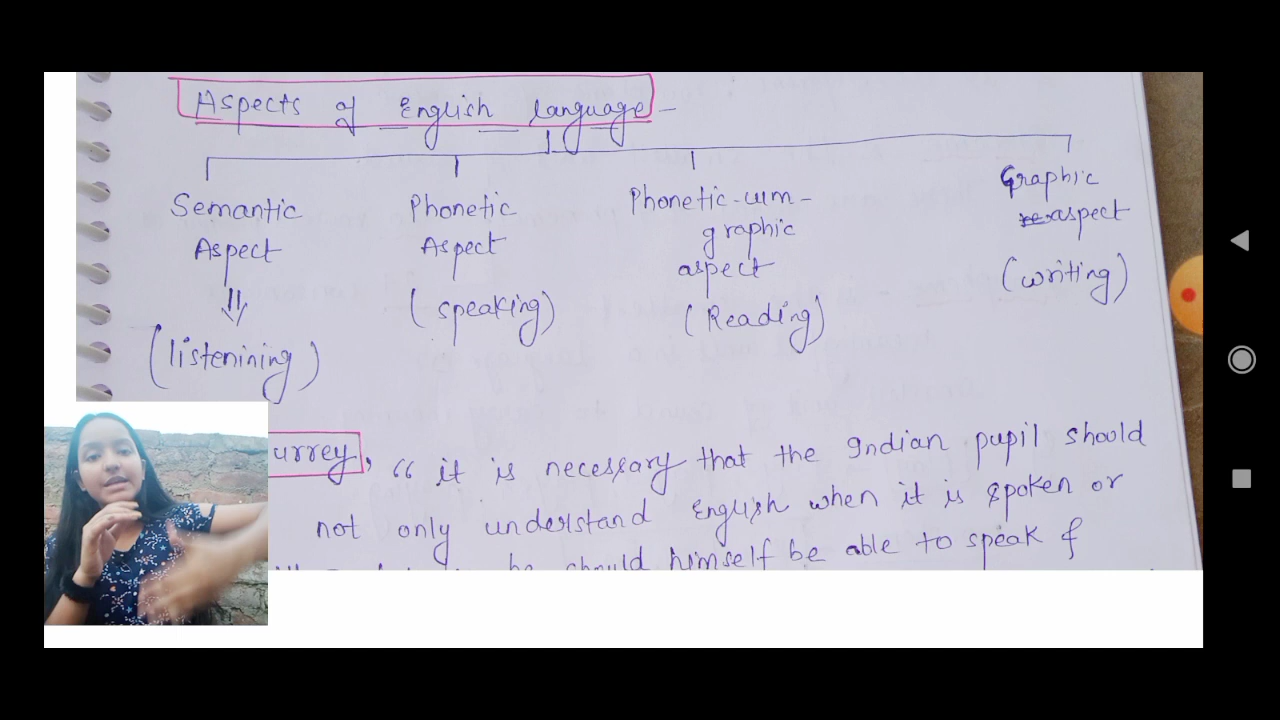 Aspects of English language -
Semantic Aspect
(listenining)
Phonetic Aspect
(speaking)
Phonetic-cum-
graphic
aspect
(Reading)
Graphic
aspect
(writing)
urrey, " it is necessary that the Indian pupil should
not only understand English when it is spoken or
he should himself be able to speak &